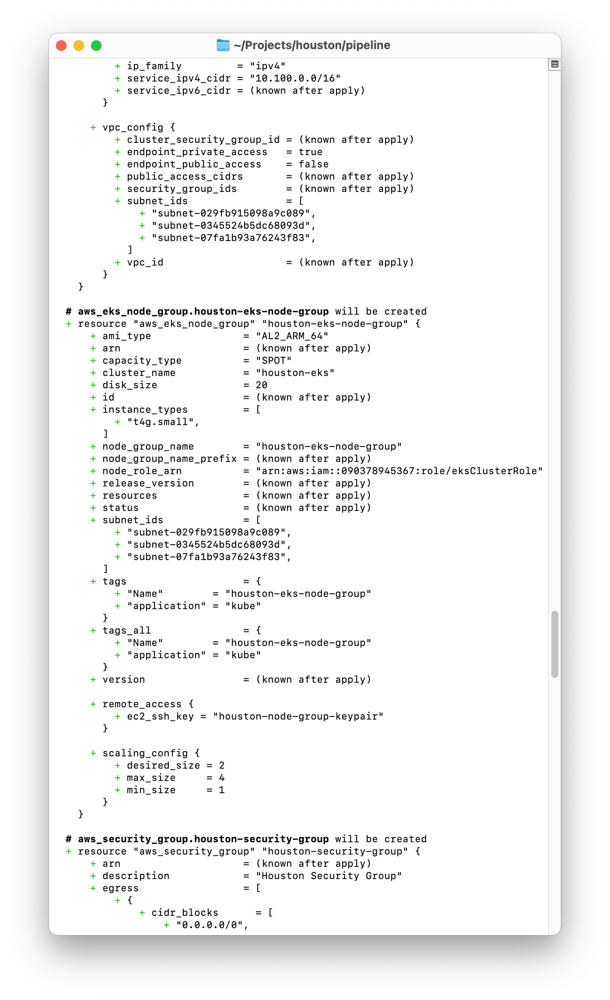 ~/Projects/houston/pipeline
+ ip_family         = "ipv4"
+ service_ipv4_cidr = "10.100.0.0/16"
+ service_ipv6_cidr = (known after apply)
}
+ vpc_config {
+ cluster_security_group_id = (known after apply)
+ endpoint_private_access   = true
+ endpoint_public_access    = false
+ public_access_cidrs       = (known after apply)
+ security_group_ids        = (known after apply)
+ subnet_ids                = [
+ "subnet-029fb915098a9c089",
+ "subnet-0345524b5dc68093d",
+ "subnet-07fa1b93a76243f83",
]
+ vpc_id                    = (known after apply)
}
}
# aws_eks_node_group.houston-eks-node-group will be created
+ resource "aws_eks_node_group" "houston-eks-node-group" {
+ ami_type               = "AL2_ARM_64"
+ arn                    = (known after apply)
+ capacity_type          = "SPOT"
+ cluster_name           = "houston-eks"
+ disk_size              = 20
+ id                     = (known after apply)
+ instance_types         = [
+ "t4g.small",
]
+ node_group_name        = "houston-eks-node-group"
+ node_group_name_prefix = (known after apply)
+ node_role_arn          = "arn:aws:iam::090378945367:role/eksClusterRole"
+ release_version        = (known after apply)
+ resources              = (known after apply)
+ status                 = (known after apply)
+ subnet_ids             = [
+ "subnet-029fb915098a9c089",
+ "subnet-0345524b5dc68093d",
+ "subnet-07fa1b93a76243f83",
]
+ tags                   = {
+ "Name"        = "houston-eks-node-group"
+ "application" = "kube"
}
+ tags_all               = {
+ "Name"        = "houston-eks-node-group"
+ "application" = "kube"
}
+ version                = (known after apply)
+ remote_access {
+ ec2_ssh_key = "houston-node-group-keypair"
}
+ scaling_config {
+ desired_size = 2
+ max_size     = 4
+ min_size     = 1
}
}
# aws_security_group.houston-security-group will be created
+ resource "aws_security_group" "houston-security-group" {
+ arn                    = (known after apply)
+ description            = "Houston Security Group"
+ egress                 = [
+ {
+ cidr_blocks      = [
+ "0.0.0.0/0",